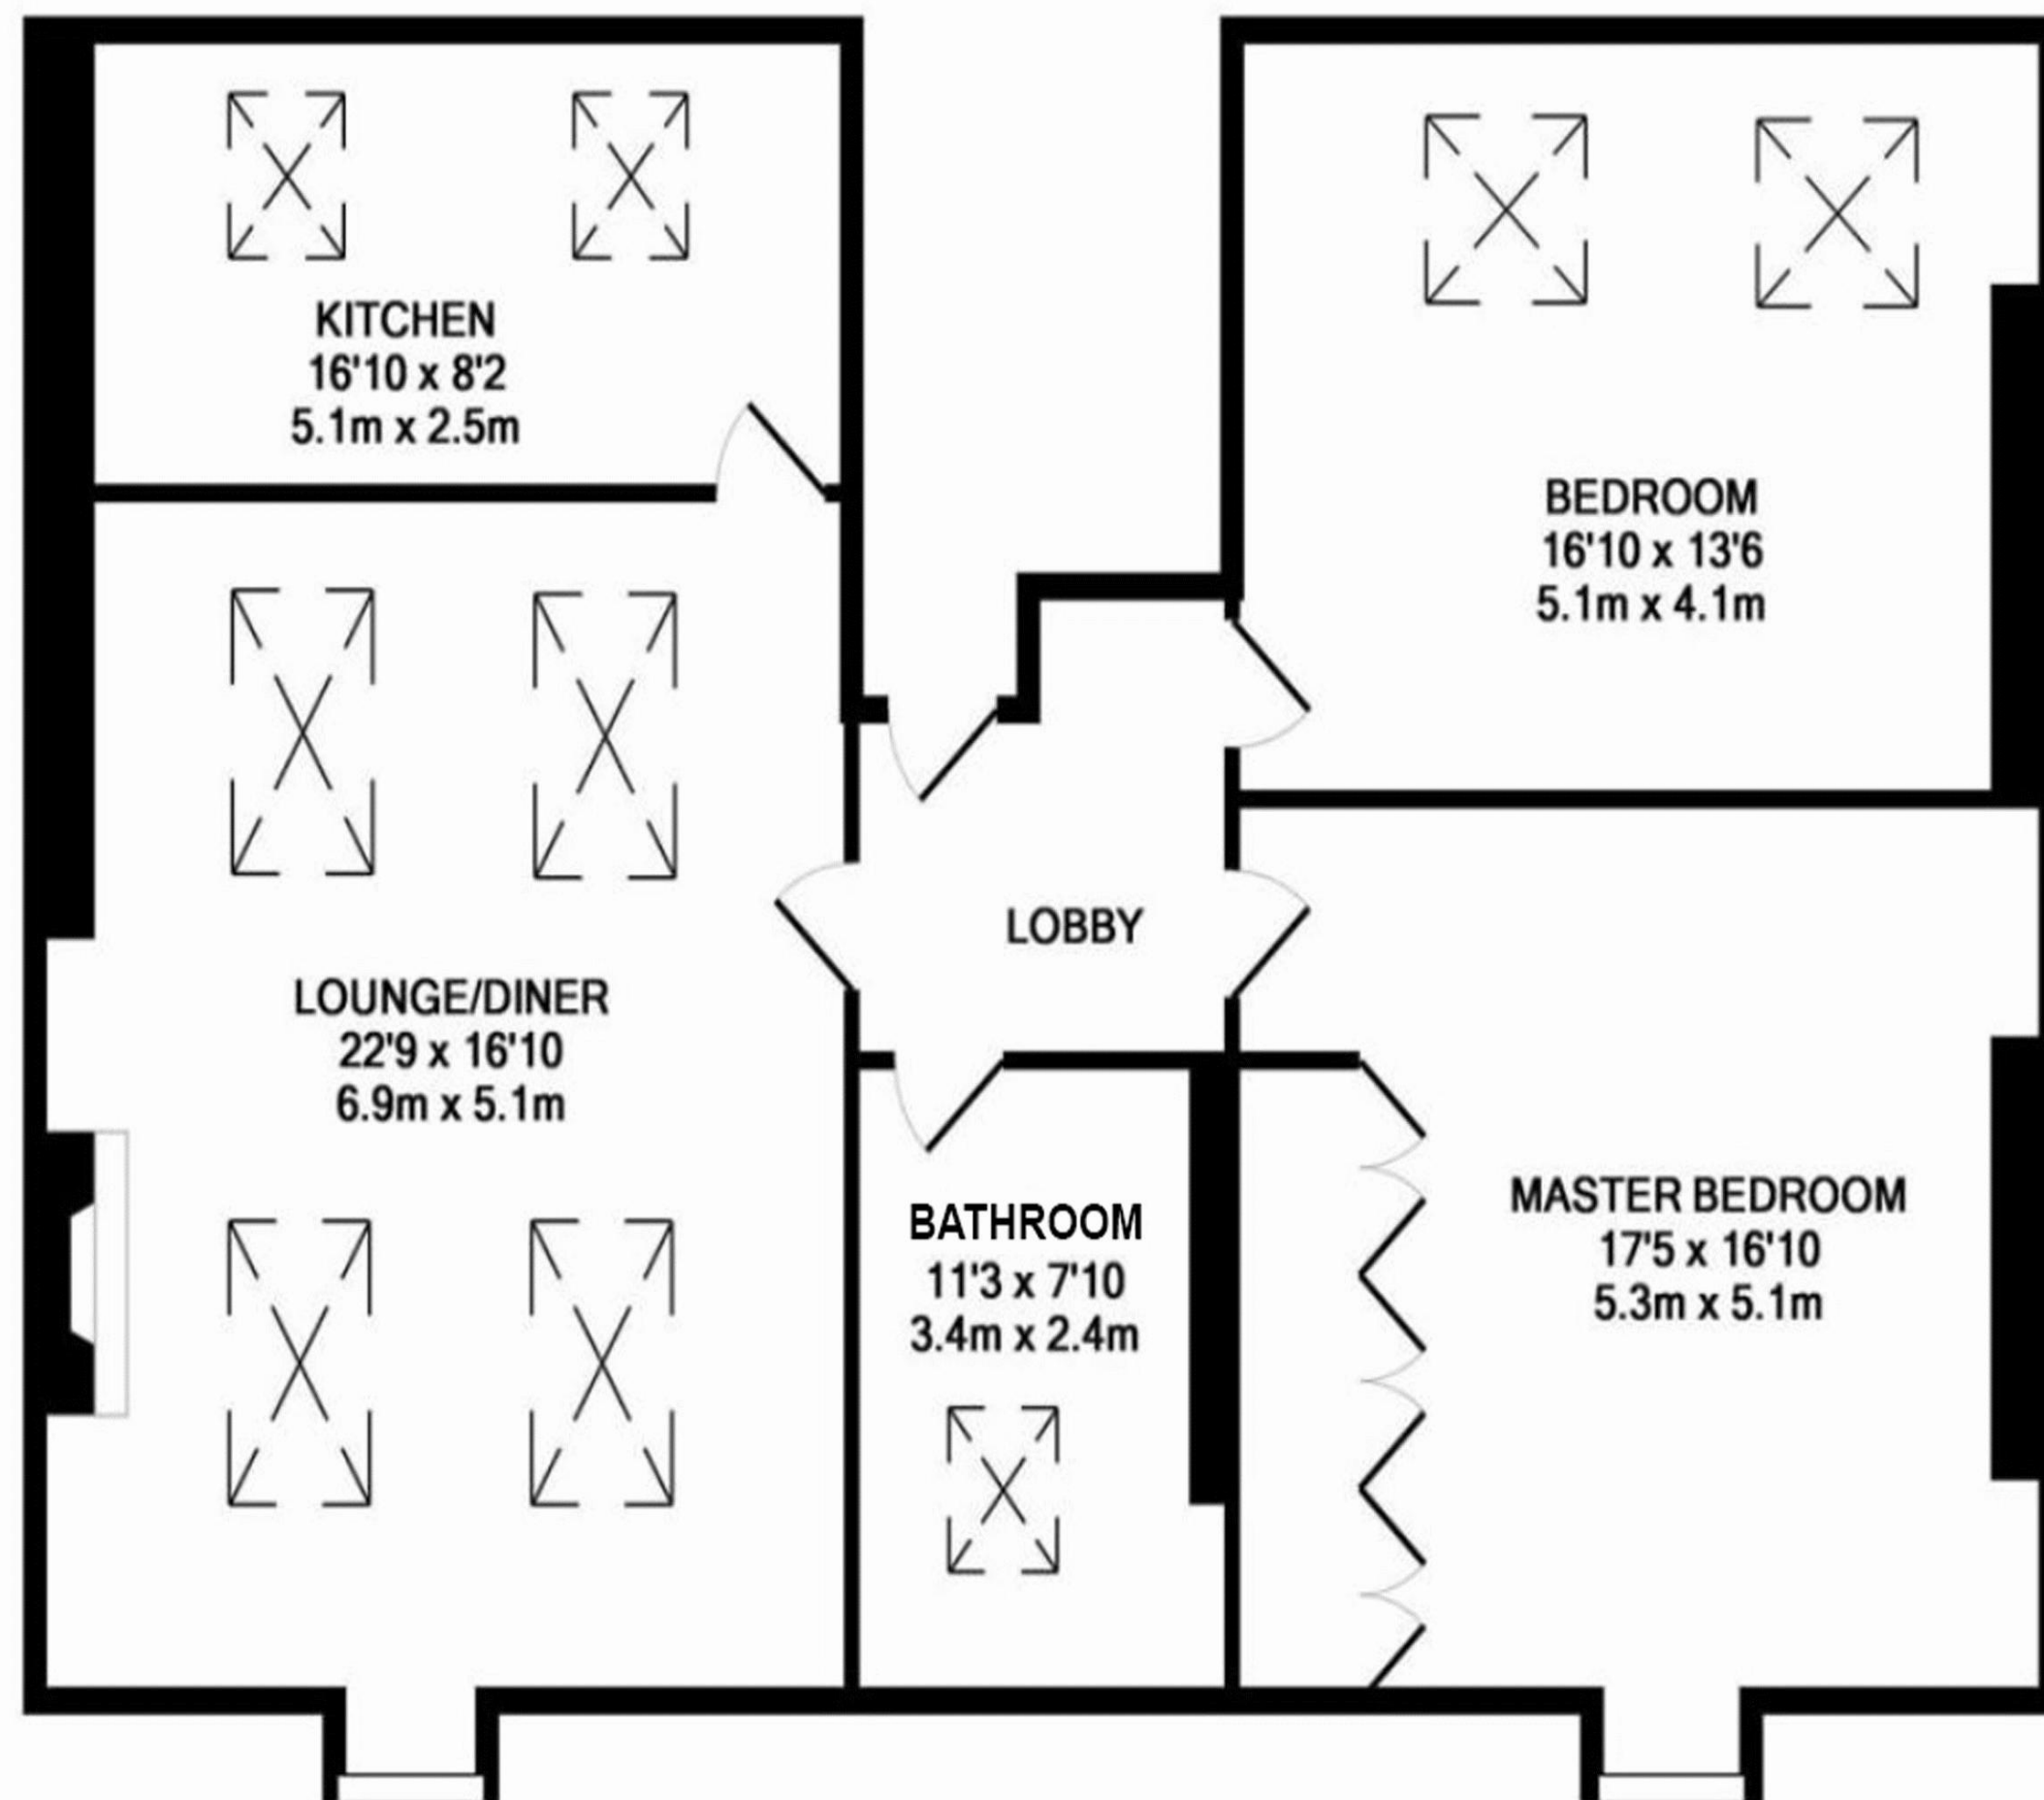 KITCHEN
16'10 x 8'2
5.1m x 2.5m
BEDROOM
16'10 x 13'6
5.1m x 4.1m
LOBBY
LOUNGE/DINER
22'9 x 16'10
6.9m x 5.1m
BATHROOM
11'3 x 7'10
3.4m x 2.4m
MASTER BEDROOM
17'5 x 16'10
5.3m x 5.1m